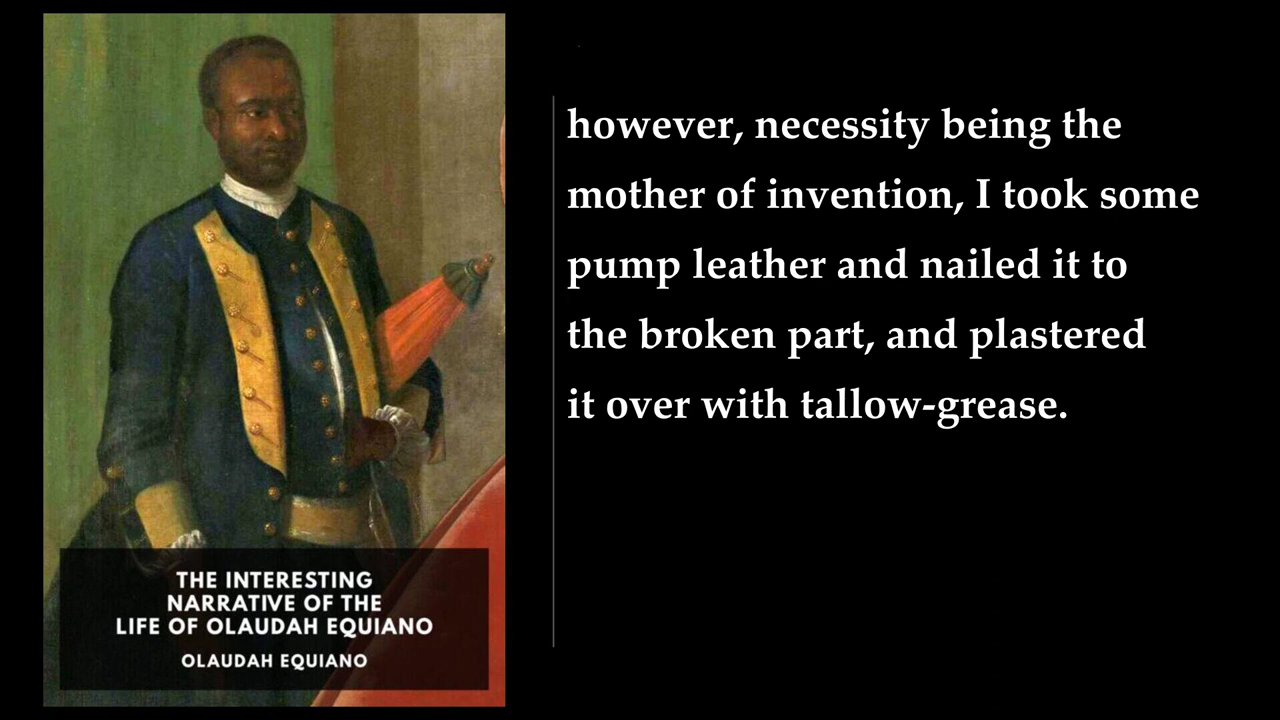 however, necessity being the
mother of invention, I took some
pump leather and nailed it to
the broken part, and plastered
it over with tallow-grease.
THE INTERESTING
NARRATIVE OF THE
LIFE OF OLAUDAH EQUIANO
OLAUDAH EQUIANO